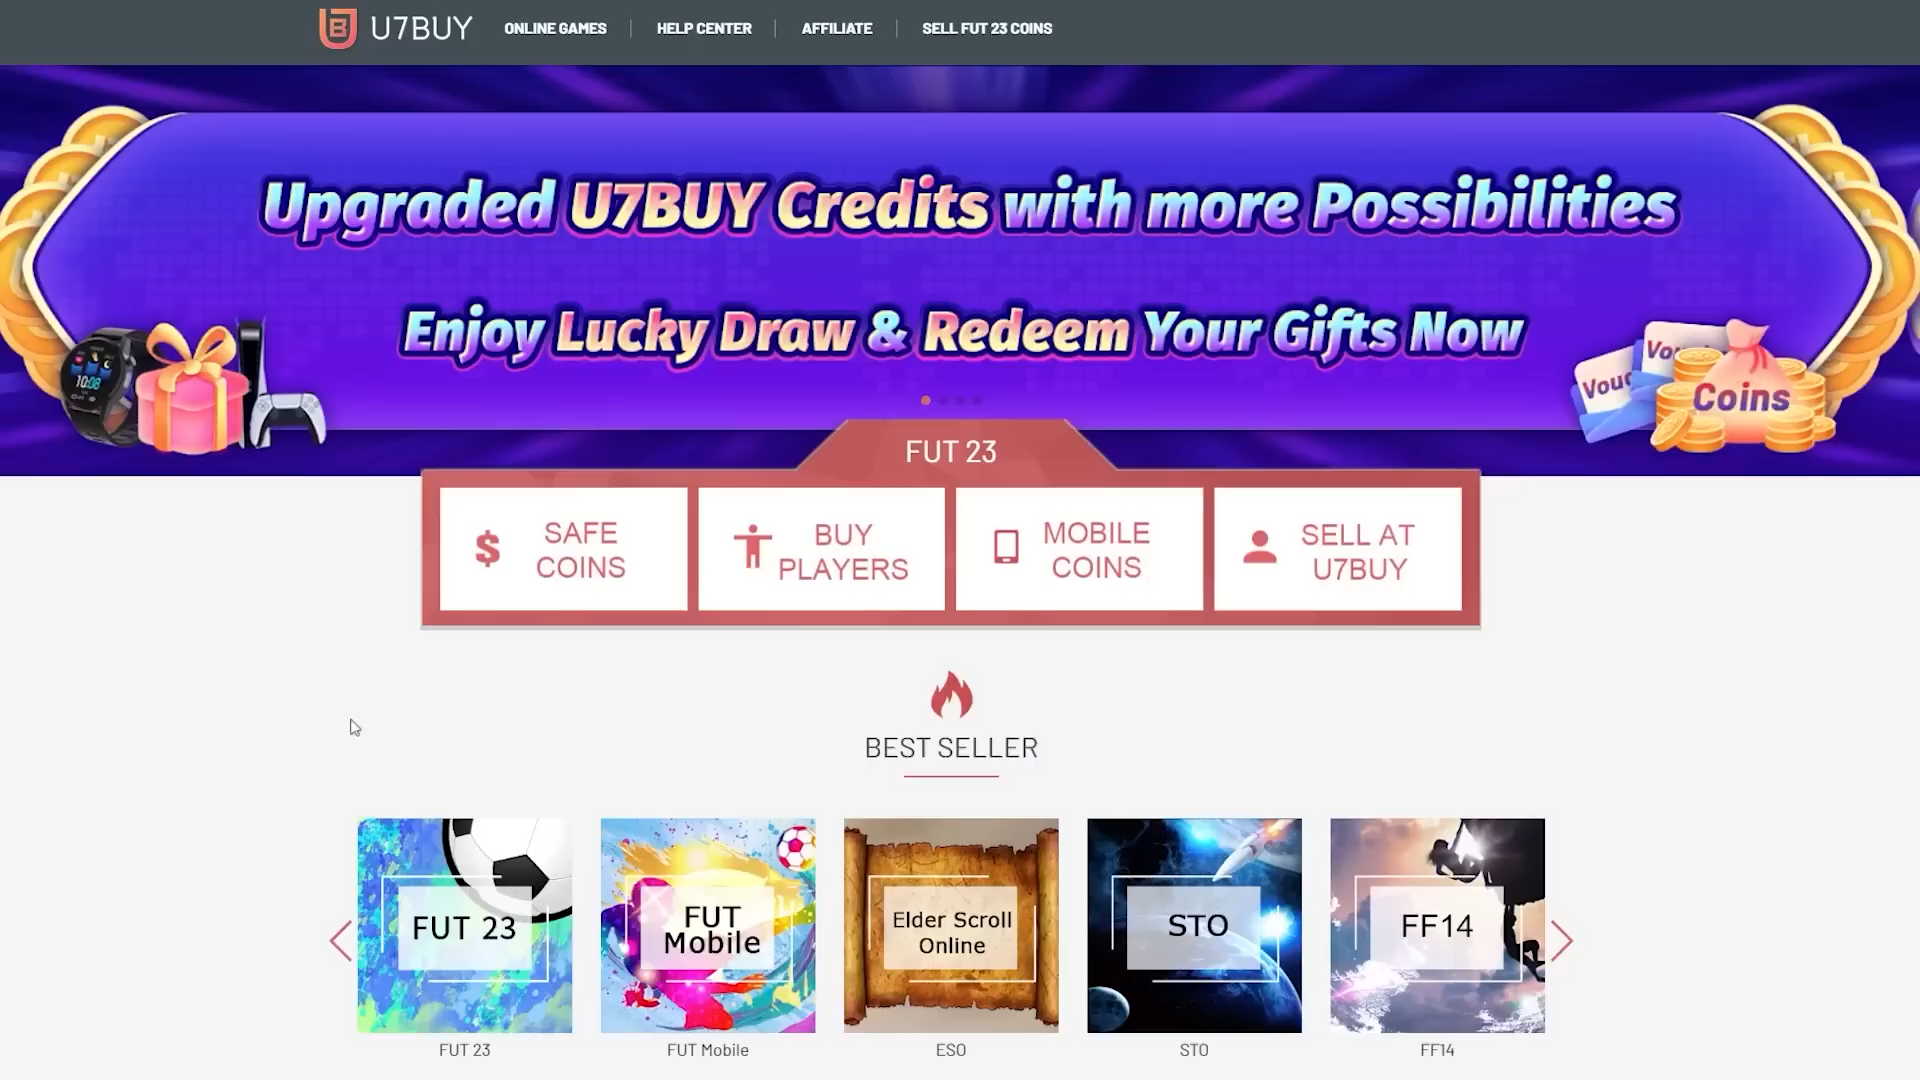 U7BUY
ONLINE GAMES
HELP CENTER
AFFILIATE
SELL FUT 23 COINS
Upgraded U7BUY Credits with more Possibilities
Enjoy Lucky Draw & Redeem Your Gifts Now
10:08
Coins
FUT 23
SAFE
COINS
BUY
PLAYERS
MOBILE
COINS
SELL AT
U7BUY
BEST SELLER
FUT 23
FUT
Mobile
Elder Scroll
Online
STO
FF14
FUT 23
FUT Mobile
ESO
STO
FF14